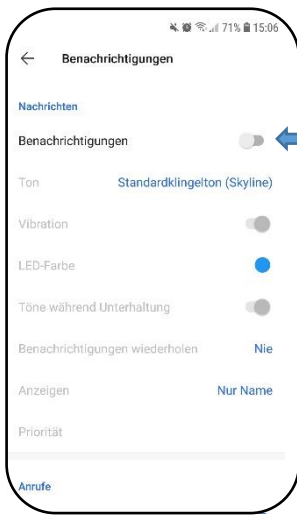 71% 15:06
Benachrichtigungen
Nachrichten
Benachrichtigungen
Ton Standardklingelton (Skyline)
Vibration
LED-Farbe
Töne während Unterhaltung
Benachrichtigungen wiederholen Nie
Anzeigen Nur Name
Priorität
Anrufe